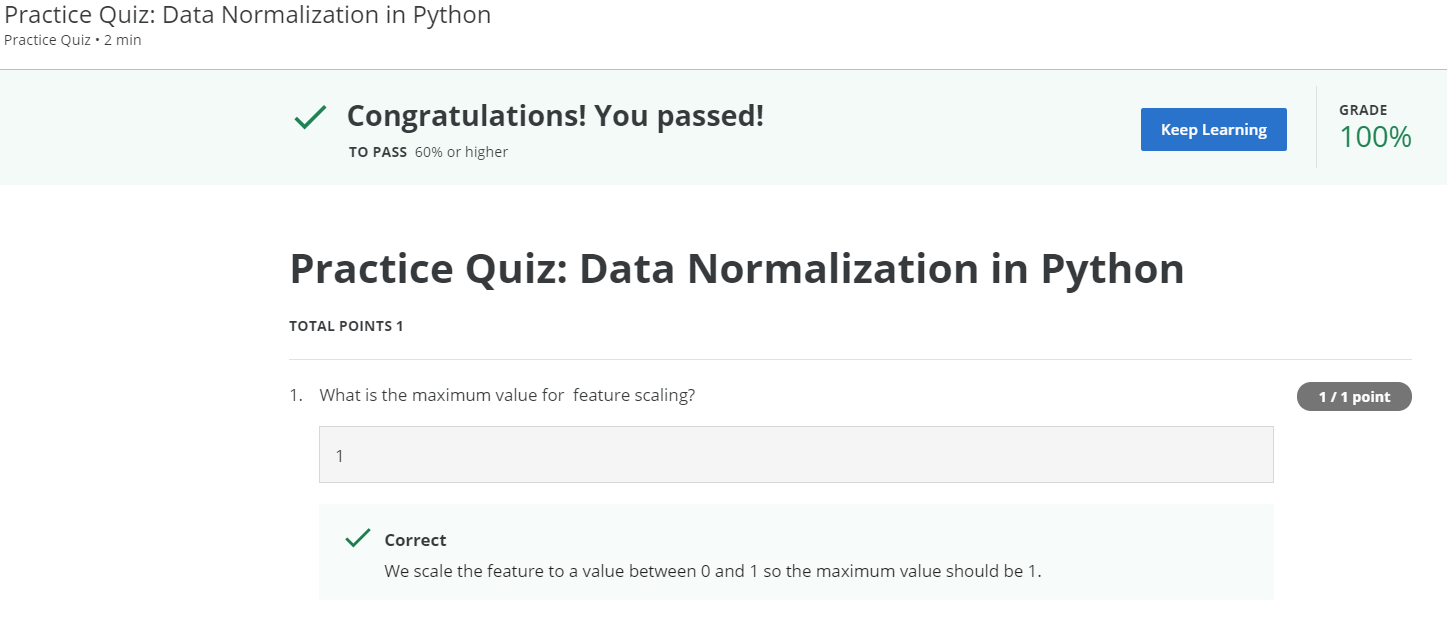 Practice Quiz: Data Normalization in Python
Practice Quiz • 2 min
Congratulations! You passed!
TO PASS 60% or higher
Keep Learning
GRADE
100%
Practice Quiz: Data Normalization in Python
TOTAL POINTS 1
1. What is the maximum value for  feature scaling?
1 / 1 point
1
Correct
We scale the feature to a value between 0 and 1 so the maximum value should be 1.